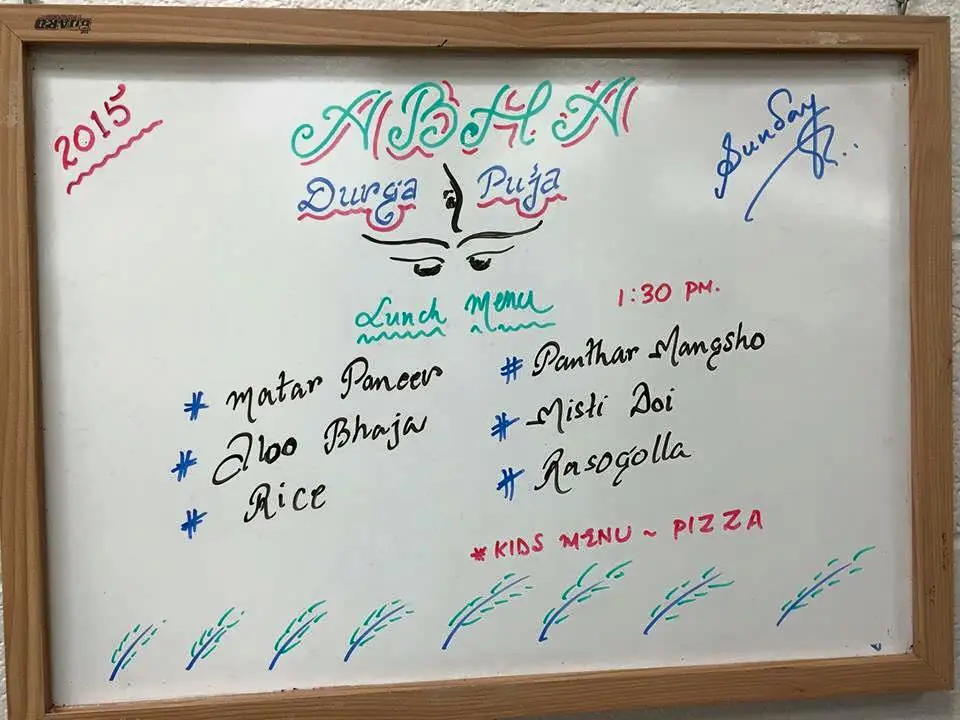 QUARTET
2015
ABHA
Sunday
Durga Puja
Lunch Menu
1:30 PM.
# Matar Paneer
# Panthar Mangsho
# Aloo Bhaja
# Misti Doi
# Rice
# Rasogolla
* KIDS MENU ~ PIZZA